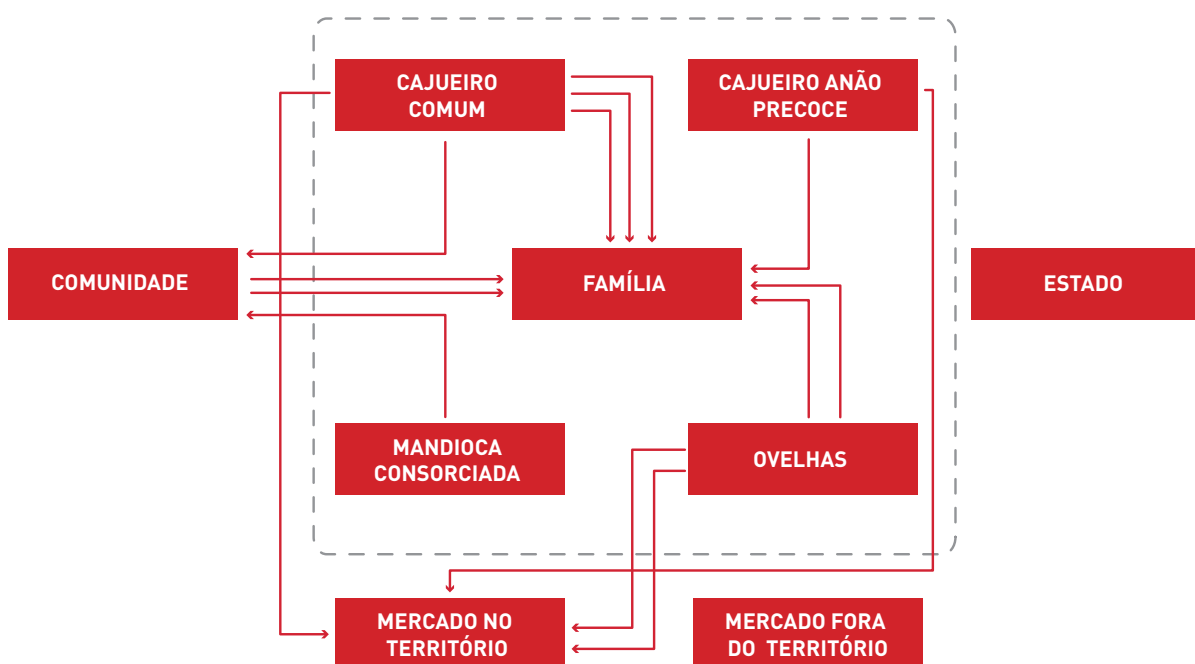 CAJUEIRO
COMUM
CAJUEIRO ANÃO
PRECOCE
COMUNIDADE
FAMÍLIA
ESTADO
MANDIOCA
CONSORCIADA
OVELHAS
MERCADO NO
TERRITÓRIO
MERCADO FORA
DO TERRITÓRIO